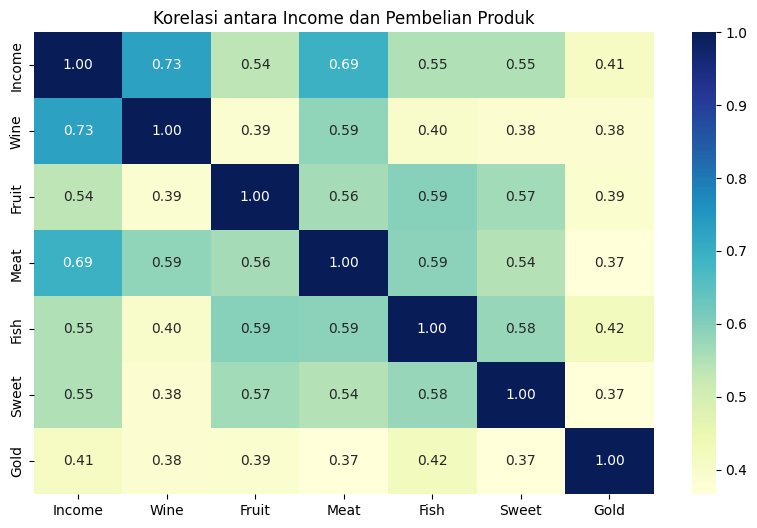 Korelasi antara Income dan Pembelian Produk
Income 1.00 0.73 0.54 0.69 0.55 0.55 0.41
Wine 0.73 1.00 0.39 0.59 0.40 0.38 0.38
Fruit 0.54 0.39 1.00 0.56 0.59 0.57 0.39
Meat 0.69 0.59 0.56 1.00 0.59 0.54 0.37
Fish 0.55 0.40 0.59 0.59 1.00 0.58 0.42
Sweet 0.55 0.38 0.57 0.54 0.58 1.00 0.37
Gold 0.41 0.38 0.39 0.37 0.42 0.37 1.00
Income Wine Fruit Meat Fish Sweet Gold
1.0
0.9
0.8
0.7
0.6
0.5
0.4